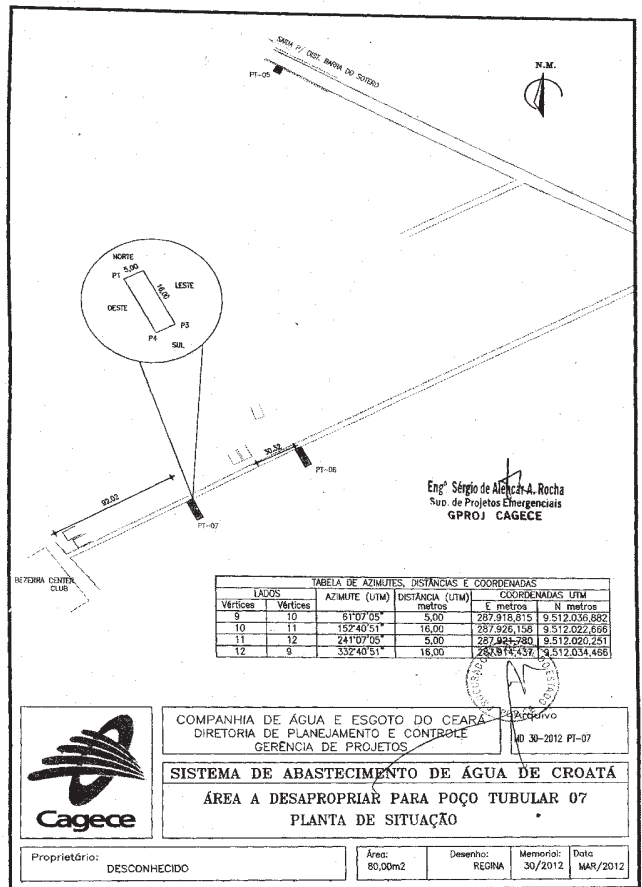 SAÍDA P/ DIST. BARRA DO SOTERO
PT-05
N.M.
NORTE
P1
5,00
16,00
LESTE
OESTE
P3
P4
SUL
30,32
PT-06
92,02
PT-07
BEZERRA CENTER
CLUB
Engº Sérgio de Alencar A. Rocha
Sup. de Projetos Emergenciais
GPROJ CAGECE
TABELA DE AZIMUTES, DISTÂNCIAS E COORDENADAS
LADOS AZIMUTE (UTM) DISTÂNCIA (UTM) COORDENADAS UTM
Vértices Vértices metros E metros N metros
9 10 61°07'05" 5,00 287.918,815 9.512.036,882
10 11 152°40'51" 16,00 287.926,158 9.512.022,666
11 12 241°07'05" 5,00 287.921,780 9.512.020,251
12 9 332°40'51" 16,00 287.914,437 9.512.034,466
COMPANHIA DE ÁGUA E ESGOTO DO CEARÁ
DIRETORIA DE PLANEJAMENTO E CONTROLE
GERÊNCIA DE PROJETOS
Arquivo
MD 30-2012 PT-07
Cagece
SISTEMA DE ABASTECIMENTO DE ÁGUA DE CROATÁ
ÁREA A DESAPROPRIAR PARA POÇO TUBULAR 07
PLANTA DE SITUAÇÃO
Proprietário:
DESCONHECIDO
Área:
80,00m2
Desenho:
REGINA
Memorial:
30/2012
Data
MAR/2012